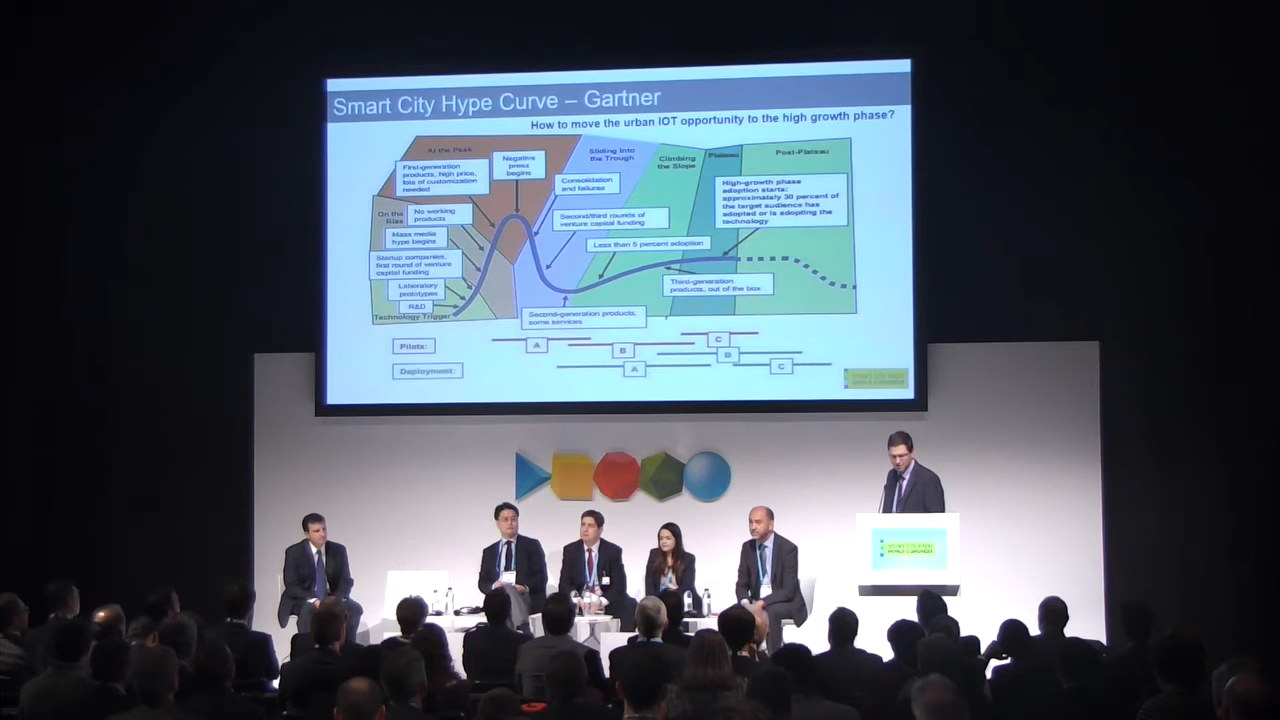 Smart City Hype Curve – Gartner
How to move the urban IOT opportunity to the high growth phase?
At the Peak
First-generation
products, high price,
lots of customization
needed
Negative
press
begins
Sliding Into
the Trough
Consolidation
and failures
Climbing
the Slope
Plateau
Post-Plateau
High-growth phase
adoption starts:
approximately 30 percent of
the target audience has
adopted or is adopting the
technology
On the
Rise
No working
products
Mass media
hype begins
Startup companies,
first round of venture
capital funding
Laboratory
prototypes
R&D
Technology Trigger
Second/third rounds of
venture capital funding
Less than 5 percent adoption
Third-generation
products, out of the box
Second-generation products,
some services
Pilots:
A
B
C
Deployment:
A
B
C
smart city expo